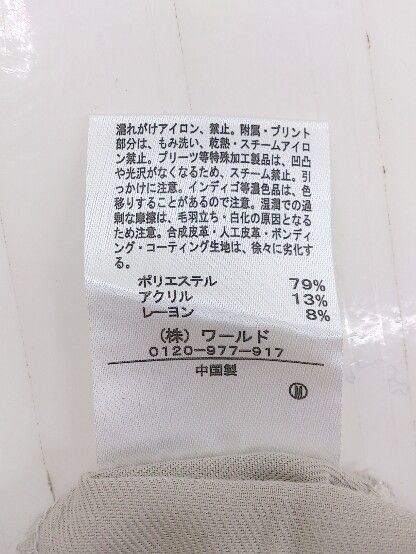 濡れがけアイロン、禁止。附属・プリント
部分は、もみ洗い、乾熱・スチームアイロ
ン禁止。プリーツ等特殊加工製品は、凹凸
や光沢がなくなるため、スチーム禁止。引
っかけに注意。インディゴ等濃色品は、色
移りすることがあるので注意。湿潤での過
剰な摩擦は、毛羽立ち・白化の原因となる
ため注意。合成皮革・人工皮革・ボンディ
ング・コーティング生地は、徐々に劣化す
る。
ポリエステル 79%
アクリル 13%
レーヨン 8%
(株) ワールド
0120-977-917
中国製
M